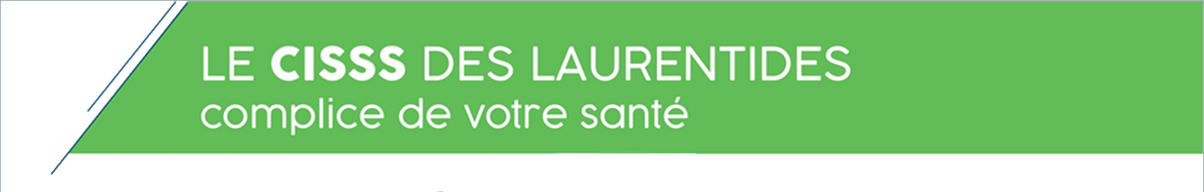 LE CISSS DES LAURENTIDES
complice de votre santé